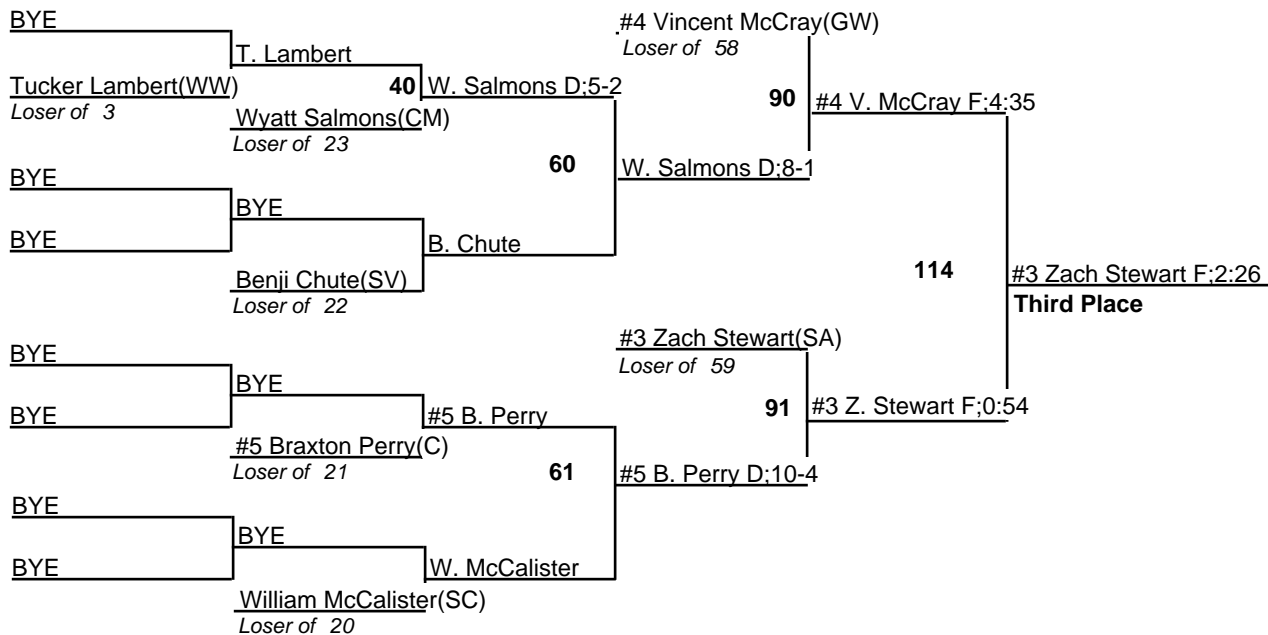 BYE
#4 Vincent McCray(GW)
Loser of 58
T. Lambert
Tucker Lambert(WW)
40
W. Salmons D;5-2
90
#4 V. McCray F;4:35
Loser of 3
Wyatt Salmons(CM)
Loser of 23
60
W. Salmons D;8-1
BYE
BYE
BYE
B. Chute
114
#3 Zach Stewart F;2:26
Benji Chute(SV)
Loser of 22
Third Place
#3 Zach Stewart(SA)
Loser of 59
BYE
BYE
BYE
#5 B. Perry
91
#3 Z. Stewart F;0:54
#5 Braxton Perry(C)
Loser of 21
61
#5 B. Perry D;10-4
BYE
BYE
BYE
W. McCalister
William McCalister(SC)
Loser of 20